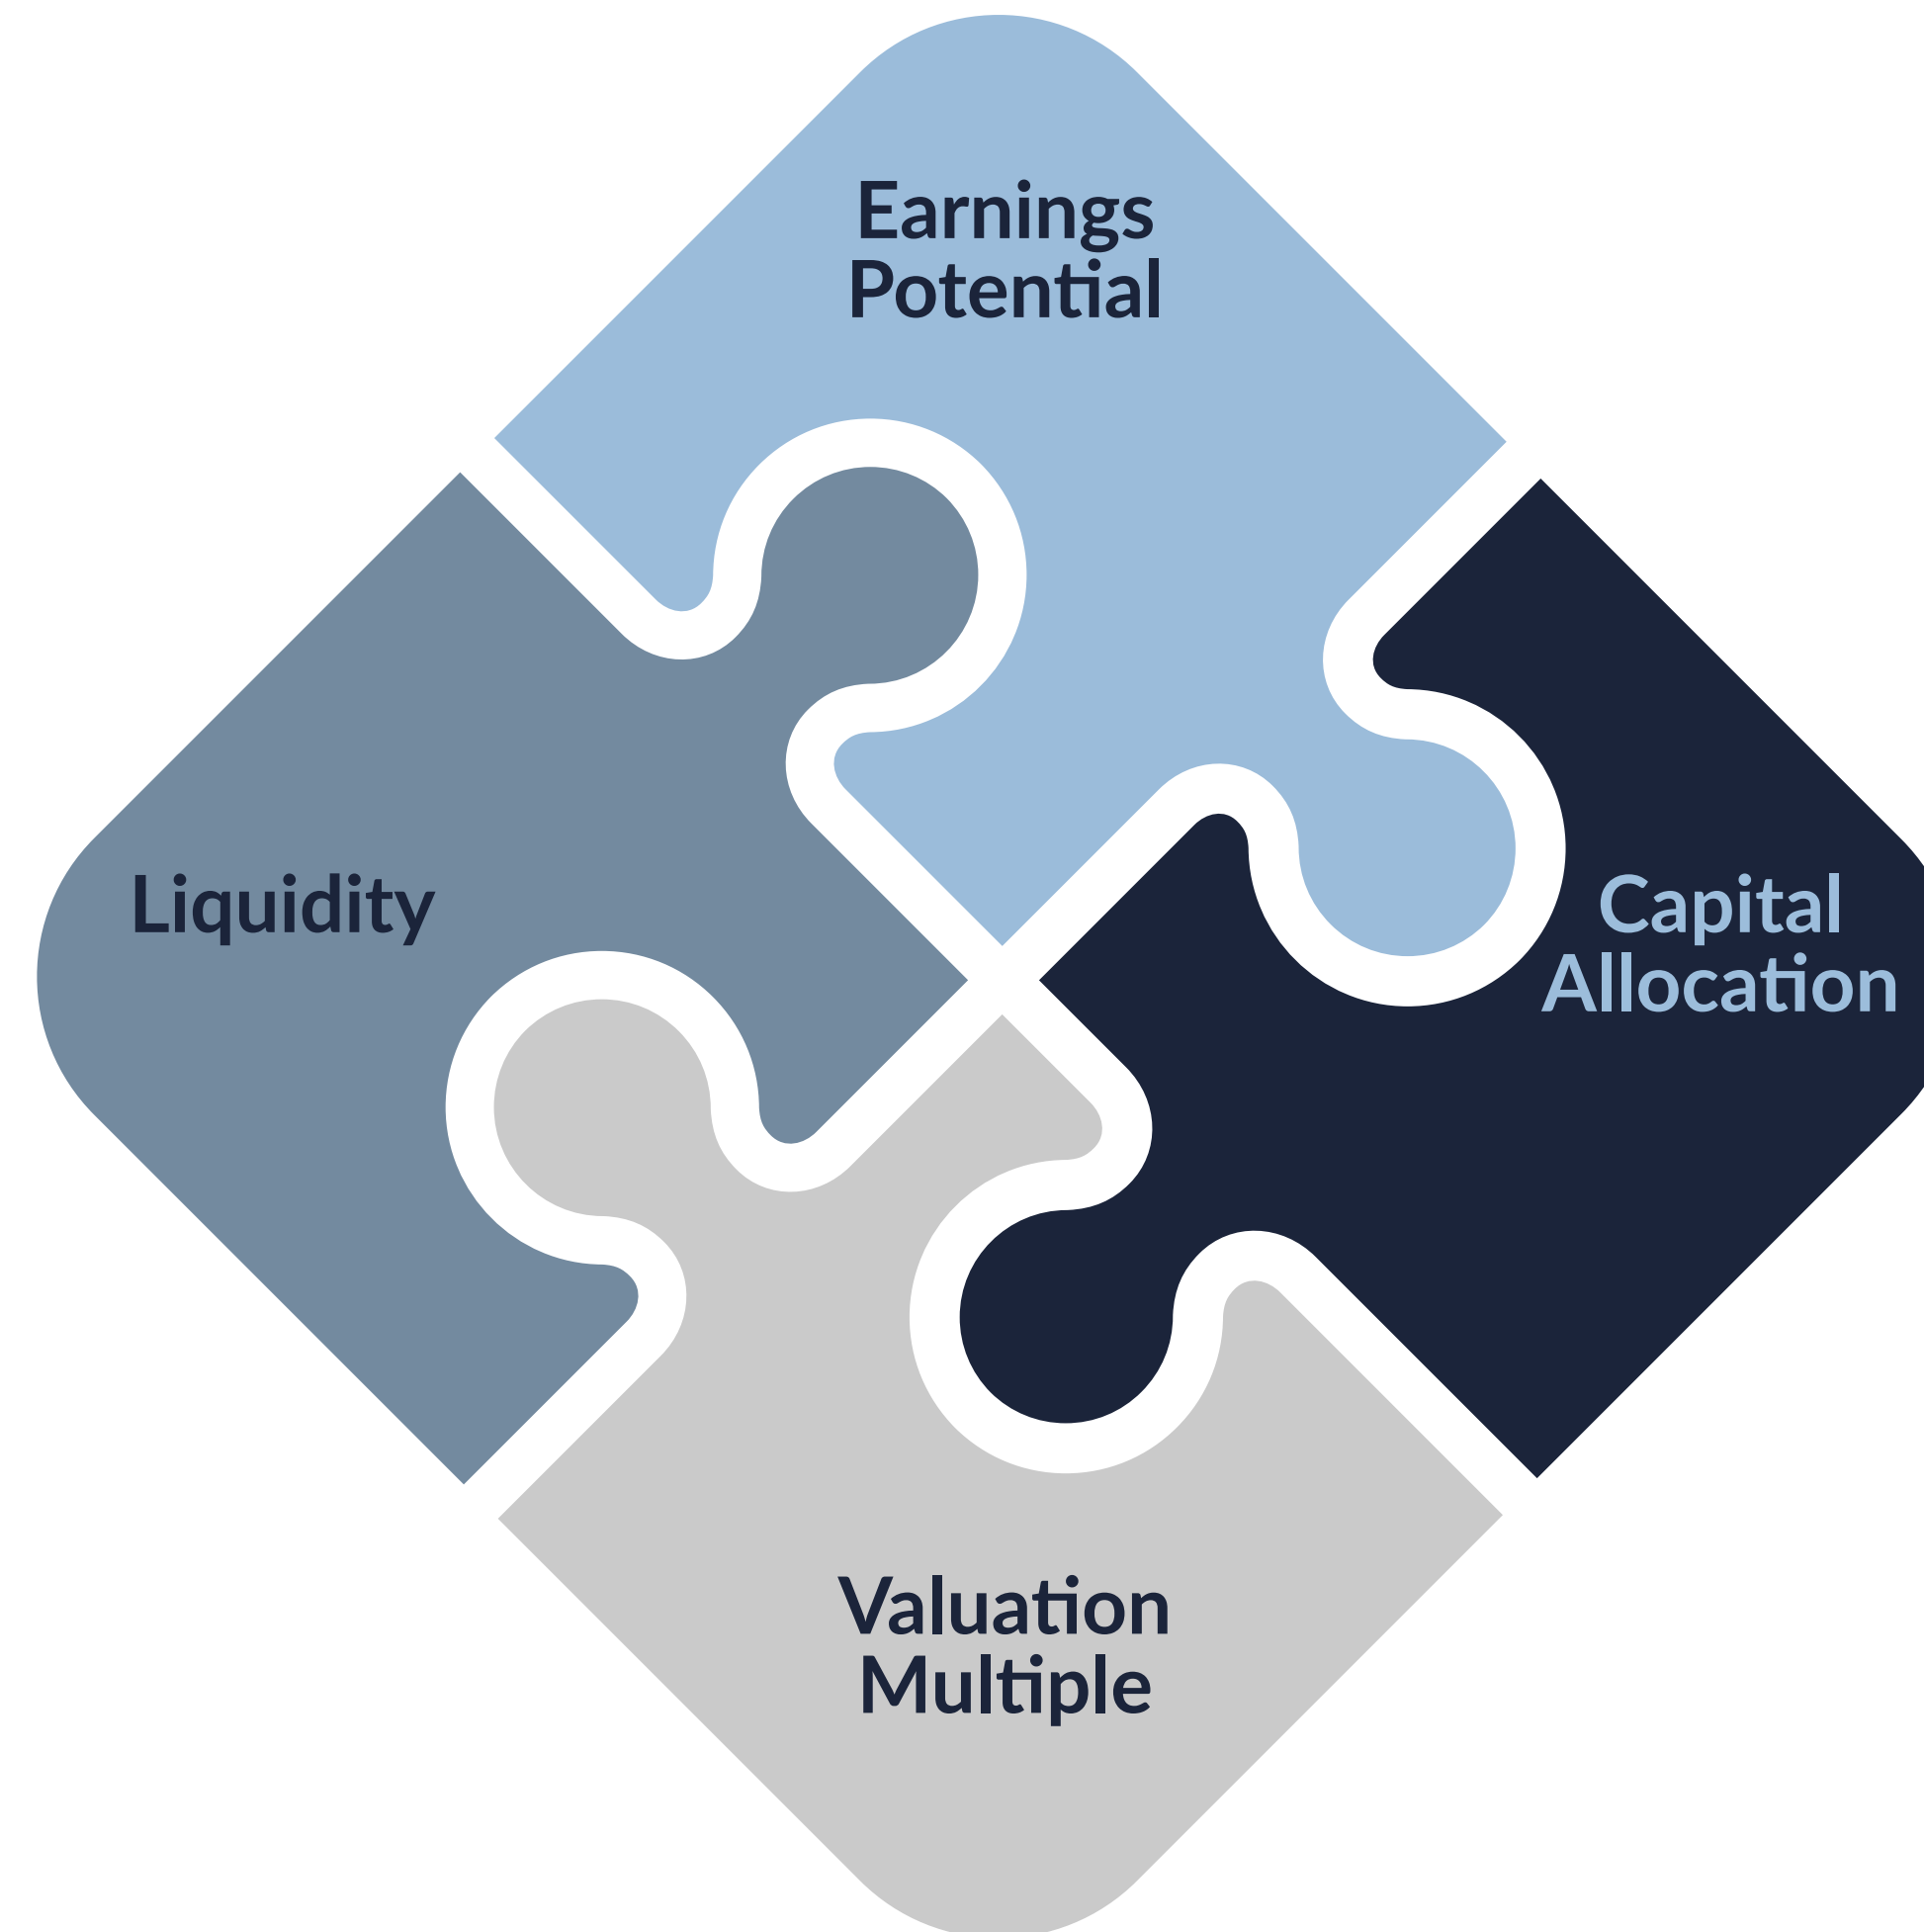 Earnings
Potential
Liquidity
Capital
Allocation
Valuation
Multiple